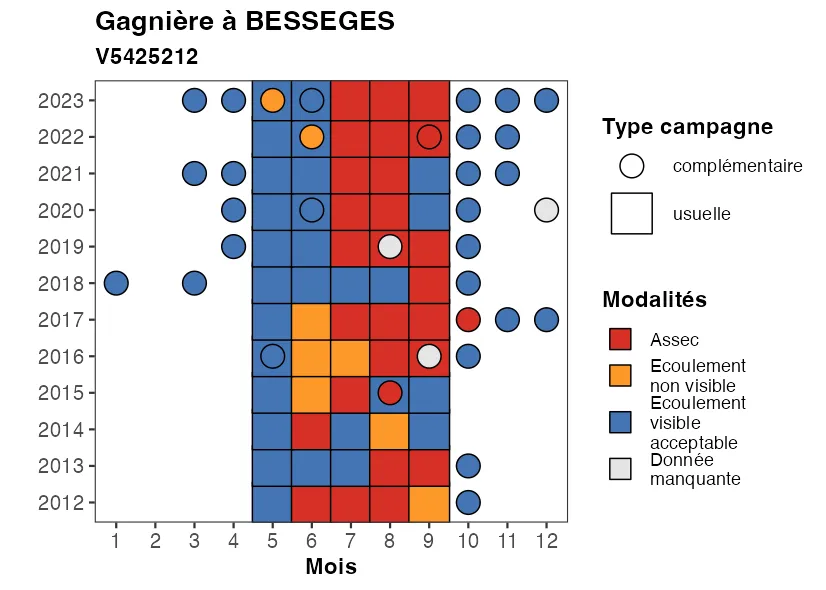 Gagnière à BESSEGES
V5425212
2023
2022
2021
2020
2019
2018
2017
2016
2015
2014
2013
2012
1 2 3 4 5 6 7 8 9 10 11 12
Mois
Type campagne
complémentaire
usuelle
Modalités
Assec
Ecoulement
non visible
Ecoulement
visible
acceptable
Donnée
manquante